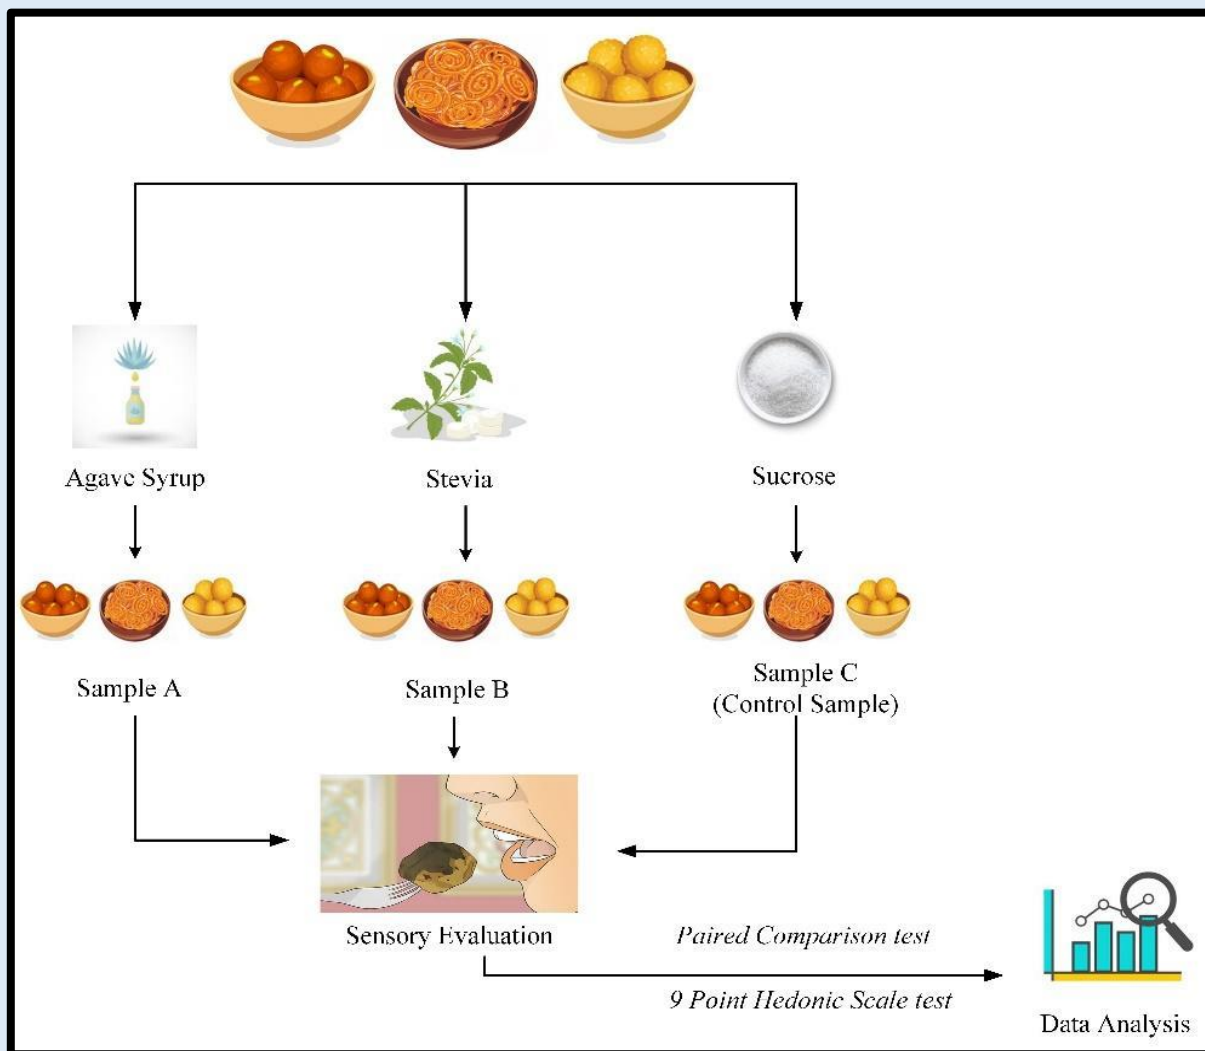 Agave Syrup
Stevia
Sucrose
Sample A
Sample B
Sample C
(Control Sample)
Sensory Evaluation
Paired Comparison test
9 Point Hedonic Scale test
Data Analysis